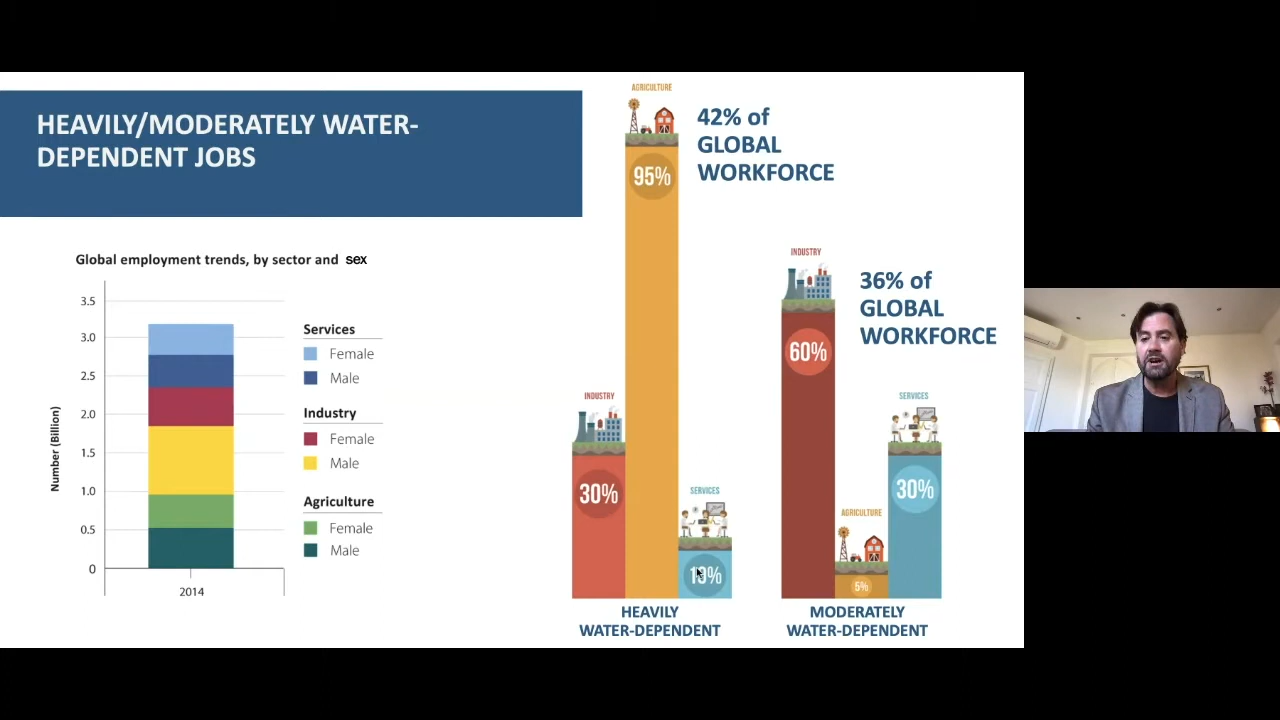 HEAVILY/MODERATELY WATER-
DEPENDENT JOBS
Global employment trends, by sector and sex
Number (Billion)
3.5
3.0
2.5
2.0
1.5
1.0
0.5
0
2014
Services
Female
Male
Industry
Female
Male
Agriculture
Female
Male
AGRICULTURE
95%
42% of
GLOBAL
WORKFORCE
INDUSTRY
30%
SERVICES
10%
HEAVILY
WATER-DEPENDENT
INDUSTRY
60%
36% of
GLOBAL
WORKFORCE
AGRICULTURE
5%
SERVICES
30%
MODERATELY
WATER-DEPENDENT